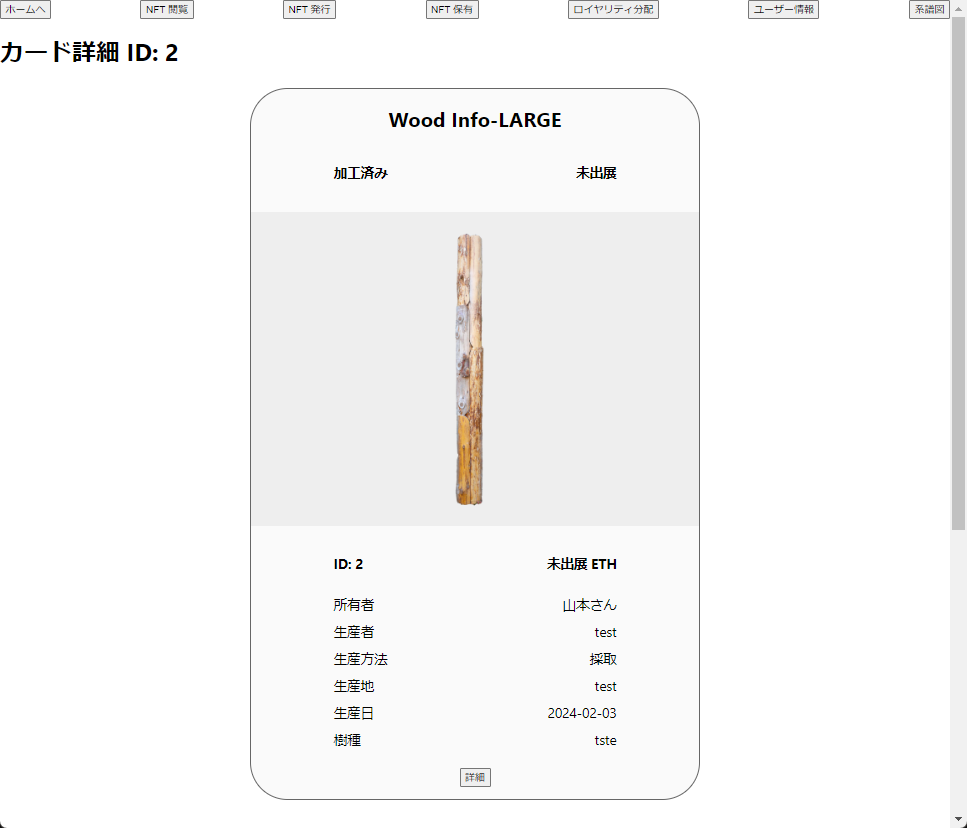 ホームへ NFT 閲覧 NFT 発行 NFT 保有 ロイヤリティ分配 ユーザー情報 系譜図
カード詳細 ID: 2
Wood Info-LARGE
加工済み 未出展
ID: 2 未出展 ETH
所有者 山本さん
生産者 test
生産方法 採取
生産地 test
生産日 2024-02-03
樹種 tste
詳細